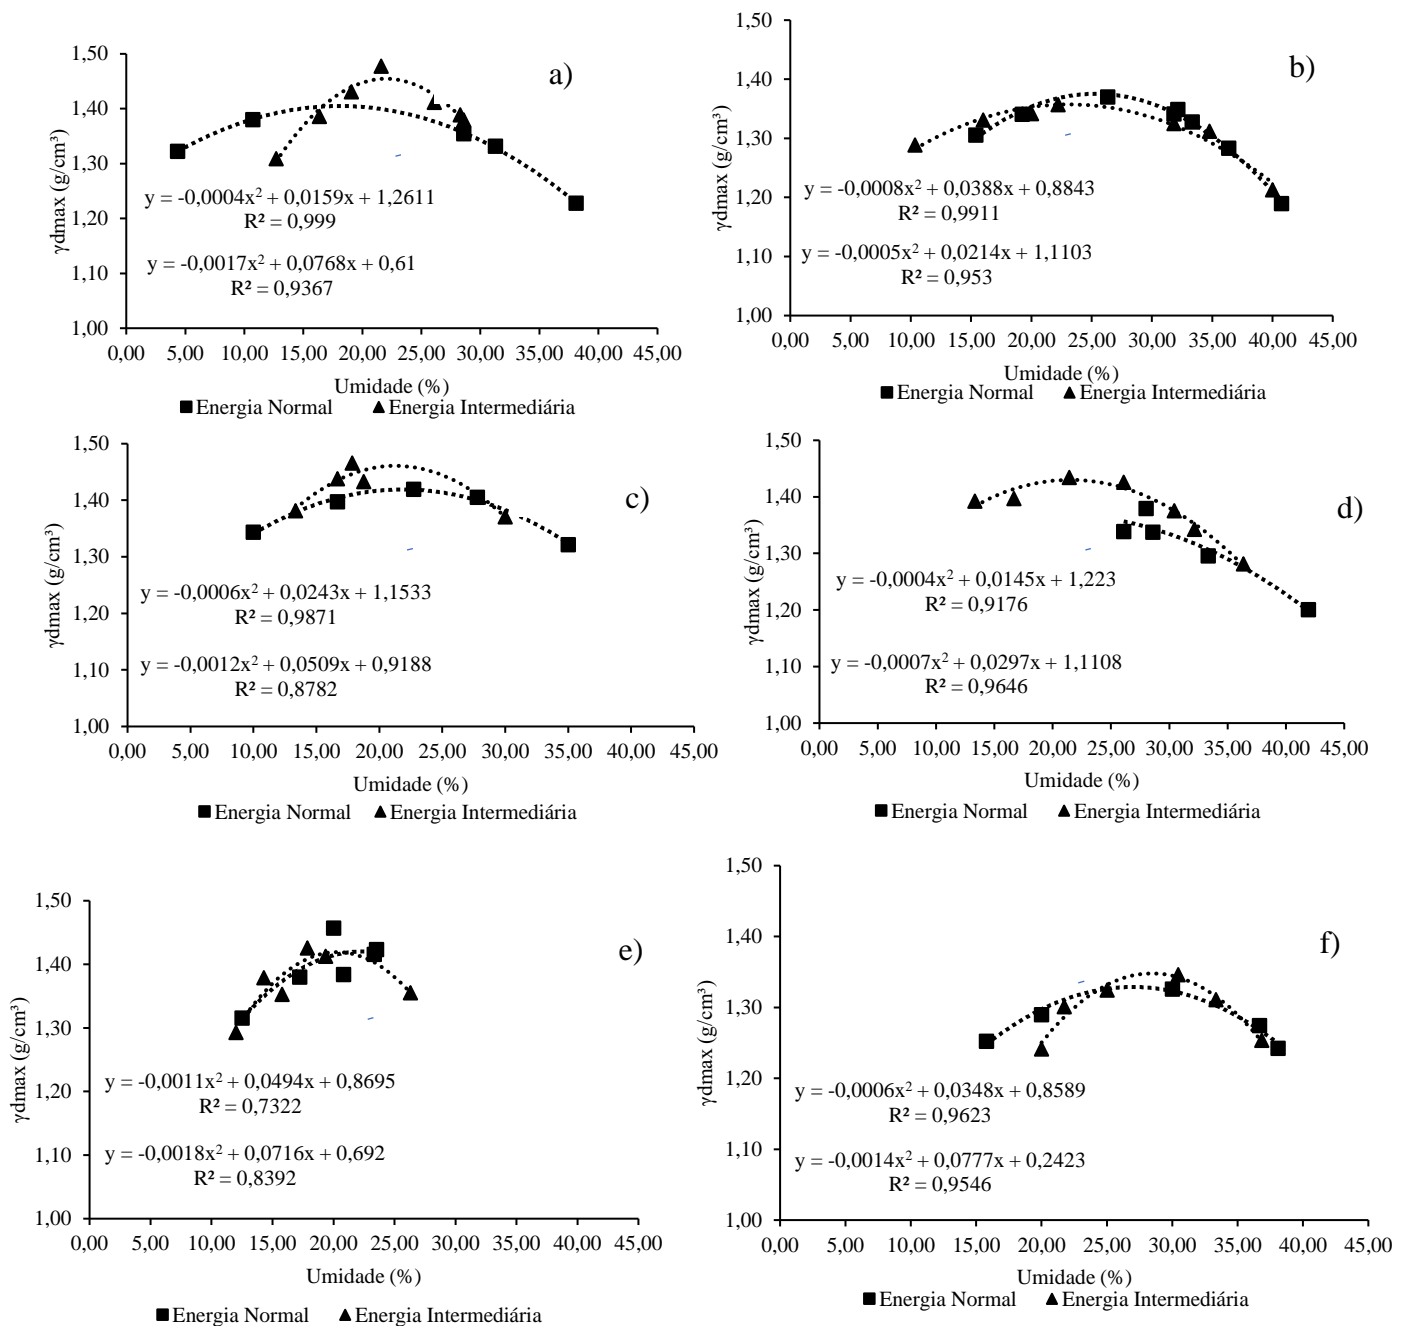 a)
1,50
1,40
1,30
1,20
1,10
1,00
γdmax (g/cm³)
y = -0,0004x² + 0,0159x + 1,2611
R² = 0,999
y = -0,0017x² + 0,0768x + 0,61
R² = 0,9367
0,00 5,00 10,00 15,00 20,00 25,00 30,00 35,00 40,00 45,00
Umidade (%)
Energia Normal Energia Intermediária
b)
1,50
1,40
1,30
1,20
1,10
1,00
γdmax (g/cm³)
y = -0,0008x² + 0,0388x + 0,8843
R² = 0,9911
y = -0,0005x² + 0,0214x + 1,1103
R² = 0,953
0,00 5,00 10,00 15,00 20,00 25,00 30,00 35,00 40,00 45,00
Umidade (%)
Energia Normal Energia Intermediária
c)
1,50
1,40
1,30
1,20
1,10
1,00
γdmax (g/cm³)
y = -0,0006x² + 0,0243x + 1,1533
R² = 0,9871
y = -0,0012x² + 0,0509x + 0,9188
R² = 0,8782
0,00 5,00 10,00 15,00 20,00 25,00 30,00 35,00 40,00 45,00
Umidade (%)
Energia Normal Energia Intermediária
d)
1,50
1,40
1,30
1,20
1,10
1,00
γdmax (g/cm³)
y = -0,0004x² + 0,0145x + 1,223
R² = 0,9176
y = -0,0007x² + 0,0297x + 1,1108
R² = 0,9646
0,00 5,00 10,00 15,00 20,00 25,00 30,00 35,00 40,00 45,00
Umidade (%)
Energia Normal Energia Intermediária
e)
1,50
1,40
1,30
1,20
1,10
1,00
γdmax (g/cm³)
y = -0,0011x² + 0,0494x + 0,8695
R² = 0,7322
y = -0,0018x² + 0,0716x + 0,692
R² = 0,8392
0,00 5,00 10,00 15,00 20,00 25,00 30,00 35,00 40,00 45,00
Umidade (%)
Energia Normal Energia Intermediária
f)
1,50
1,40
1,30
1,20
1,10
1,00
γdmax (g/cm³)
y = -0,0006x² + 0,0348x + 0,8589
R² = 0,9623
y = -0,0014x² + 0,0777x + 0,2423
R² = 0,9546
0,00 5,00 10,00 15,00 20,00 25,00 30,00 35,00 40,00 45,00
Umidade (%)
Energia Normal Energia Intermediária